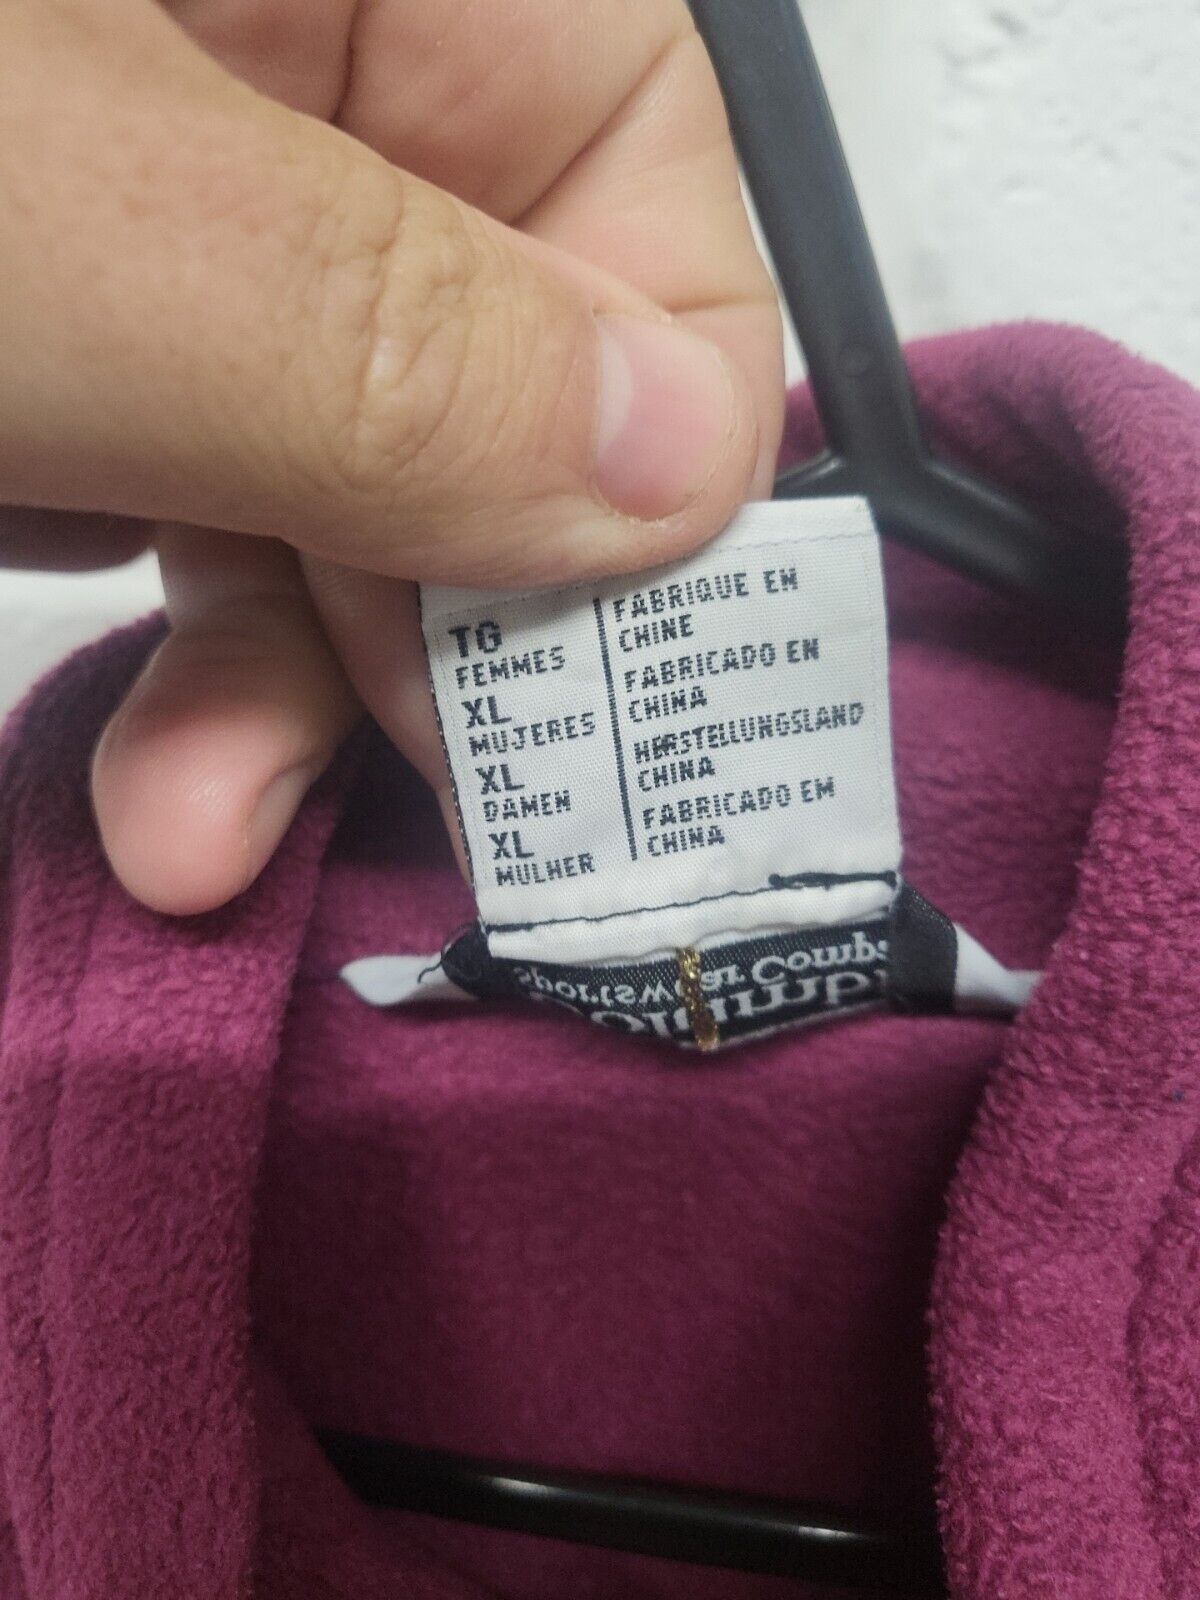 TG
FEMMES
XL
MUJERES
XL
DAMEN
XL
MULHER
FABRIQUE EN
CHINE
FABRICADO EN
CHINA
HERSTELLUNGSLAND
CHINA
FABRICADO EM
CHINA